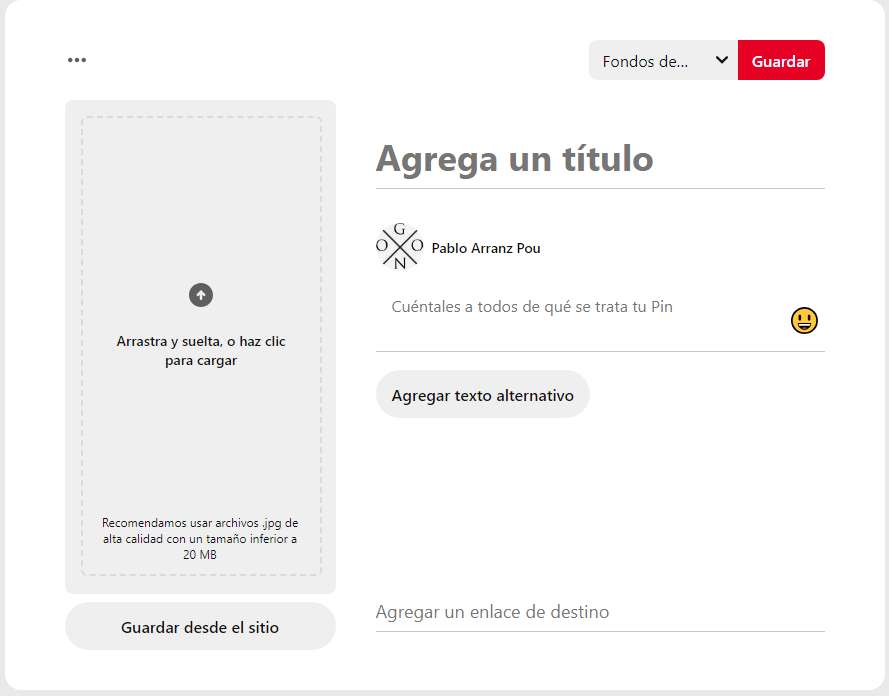 Fondos de...
Guardar
Agrega un título
G
O O
N
Pablo Arranz Pou
Cuéntales a todos de qué se trata tu Pin
Arrastra y suelta, o haz clic
para cargar
Agregar texto alternativo
Recomendamos usar archivos .jpg de
alta calidad con un tamaño inferior a
20 MB
Agregar un enlace de destino
Guardar desde el sitio